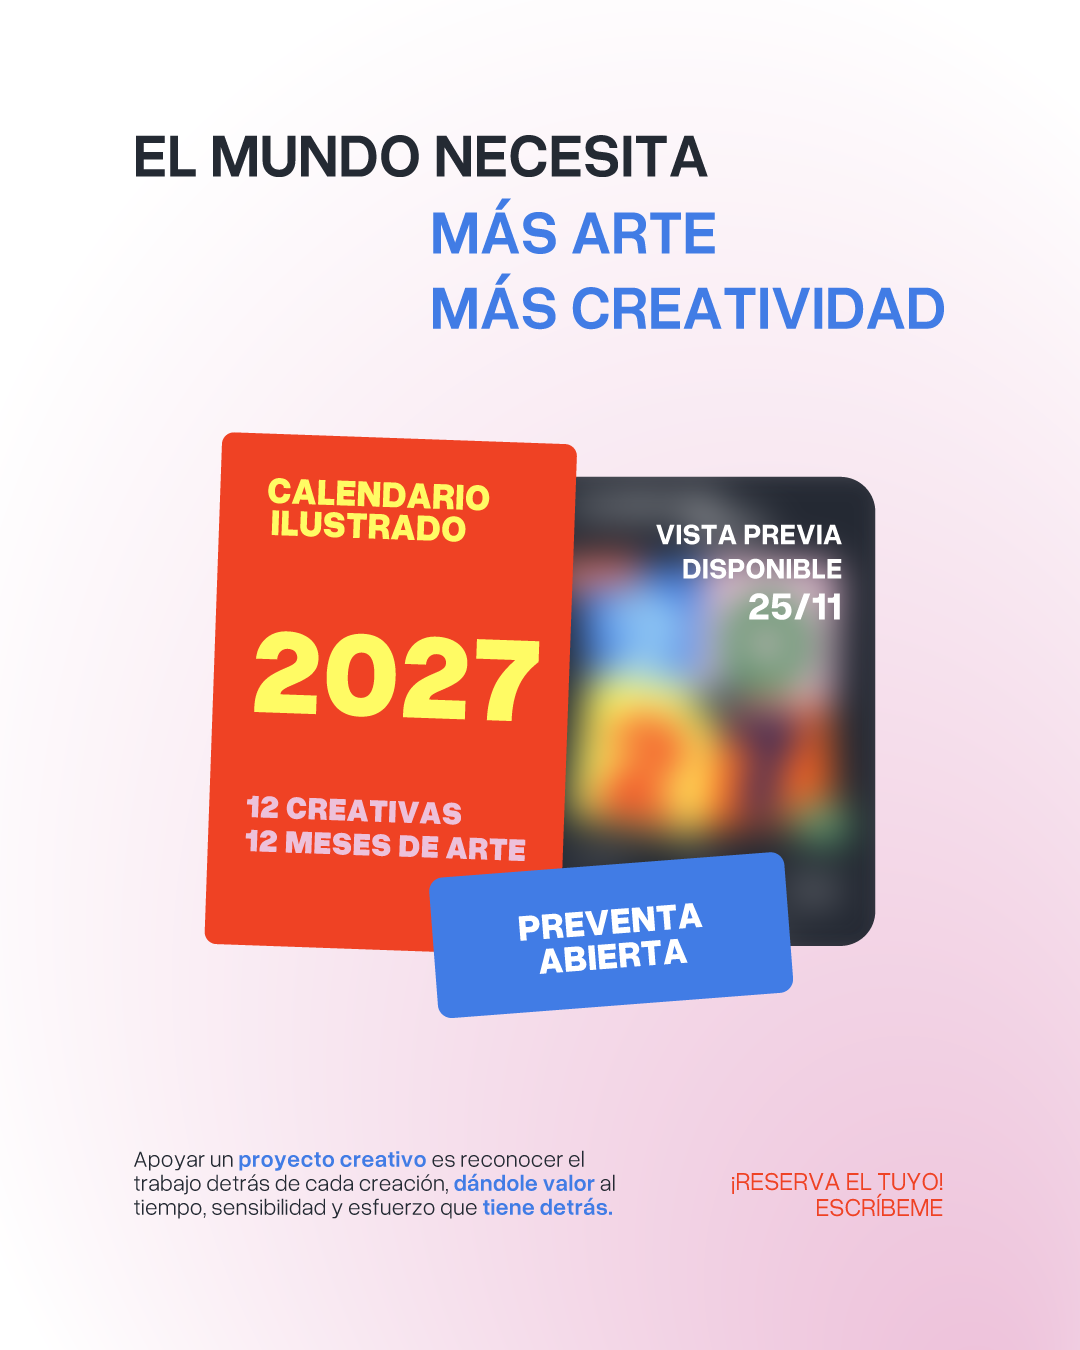 EL MUNDO NECESITA
MÁS ARTE
MÁS CREATIVIDAD
CALENDARIO
ILUSTRADO
2027
12 CREATIVAS
12 MESES DE ARTE
VISTA PREVIA
DISPONIBLE
25/11
PREVENTA
ABIERTA
Apoyar un proyecto creativo es reconocer el
trabajo detrás de cada creación, dándole valor al
tiempo, sensibilidad y esfuerzo que tiene detrás.
¡RESERVA EL TUYO!
ESCRÍBEME